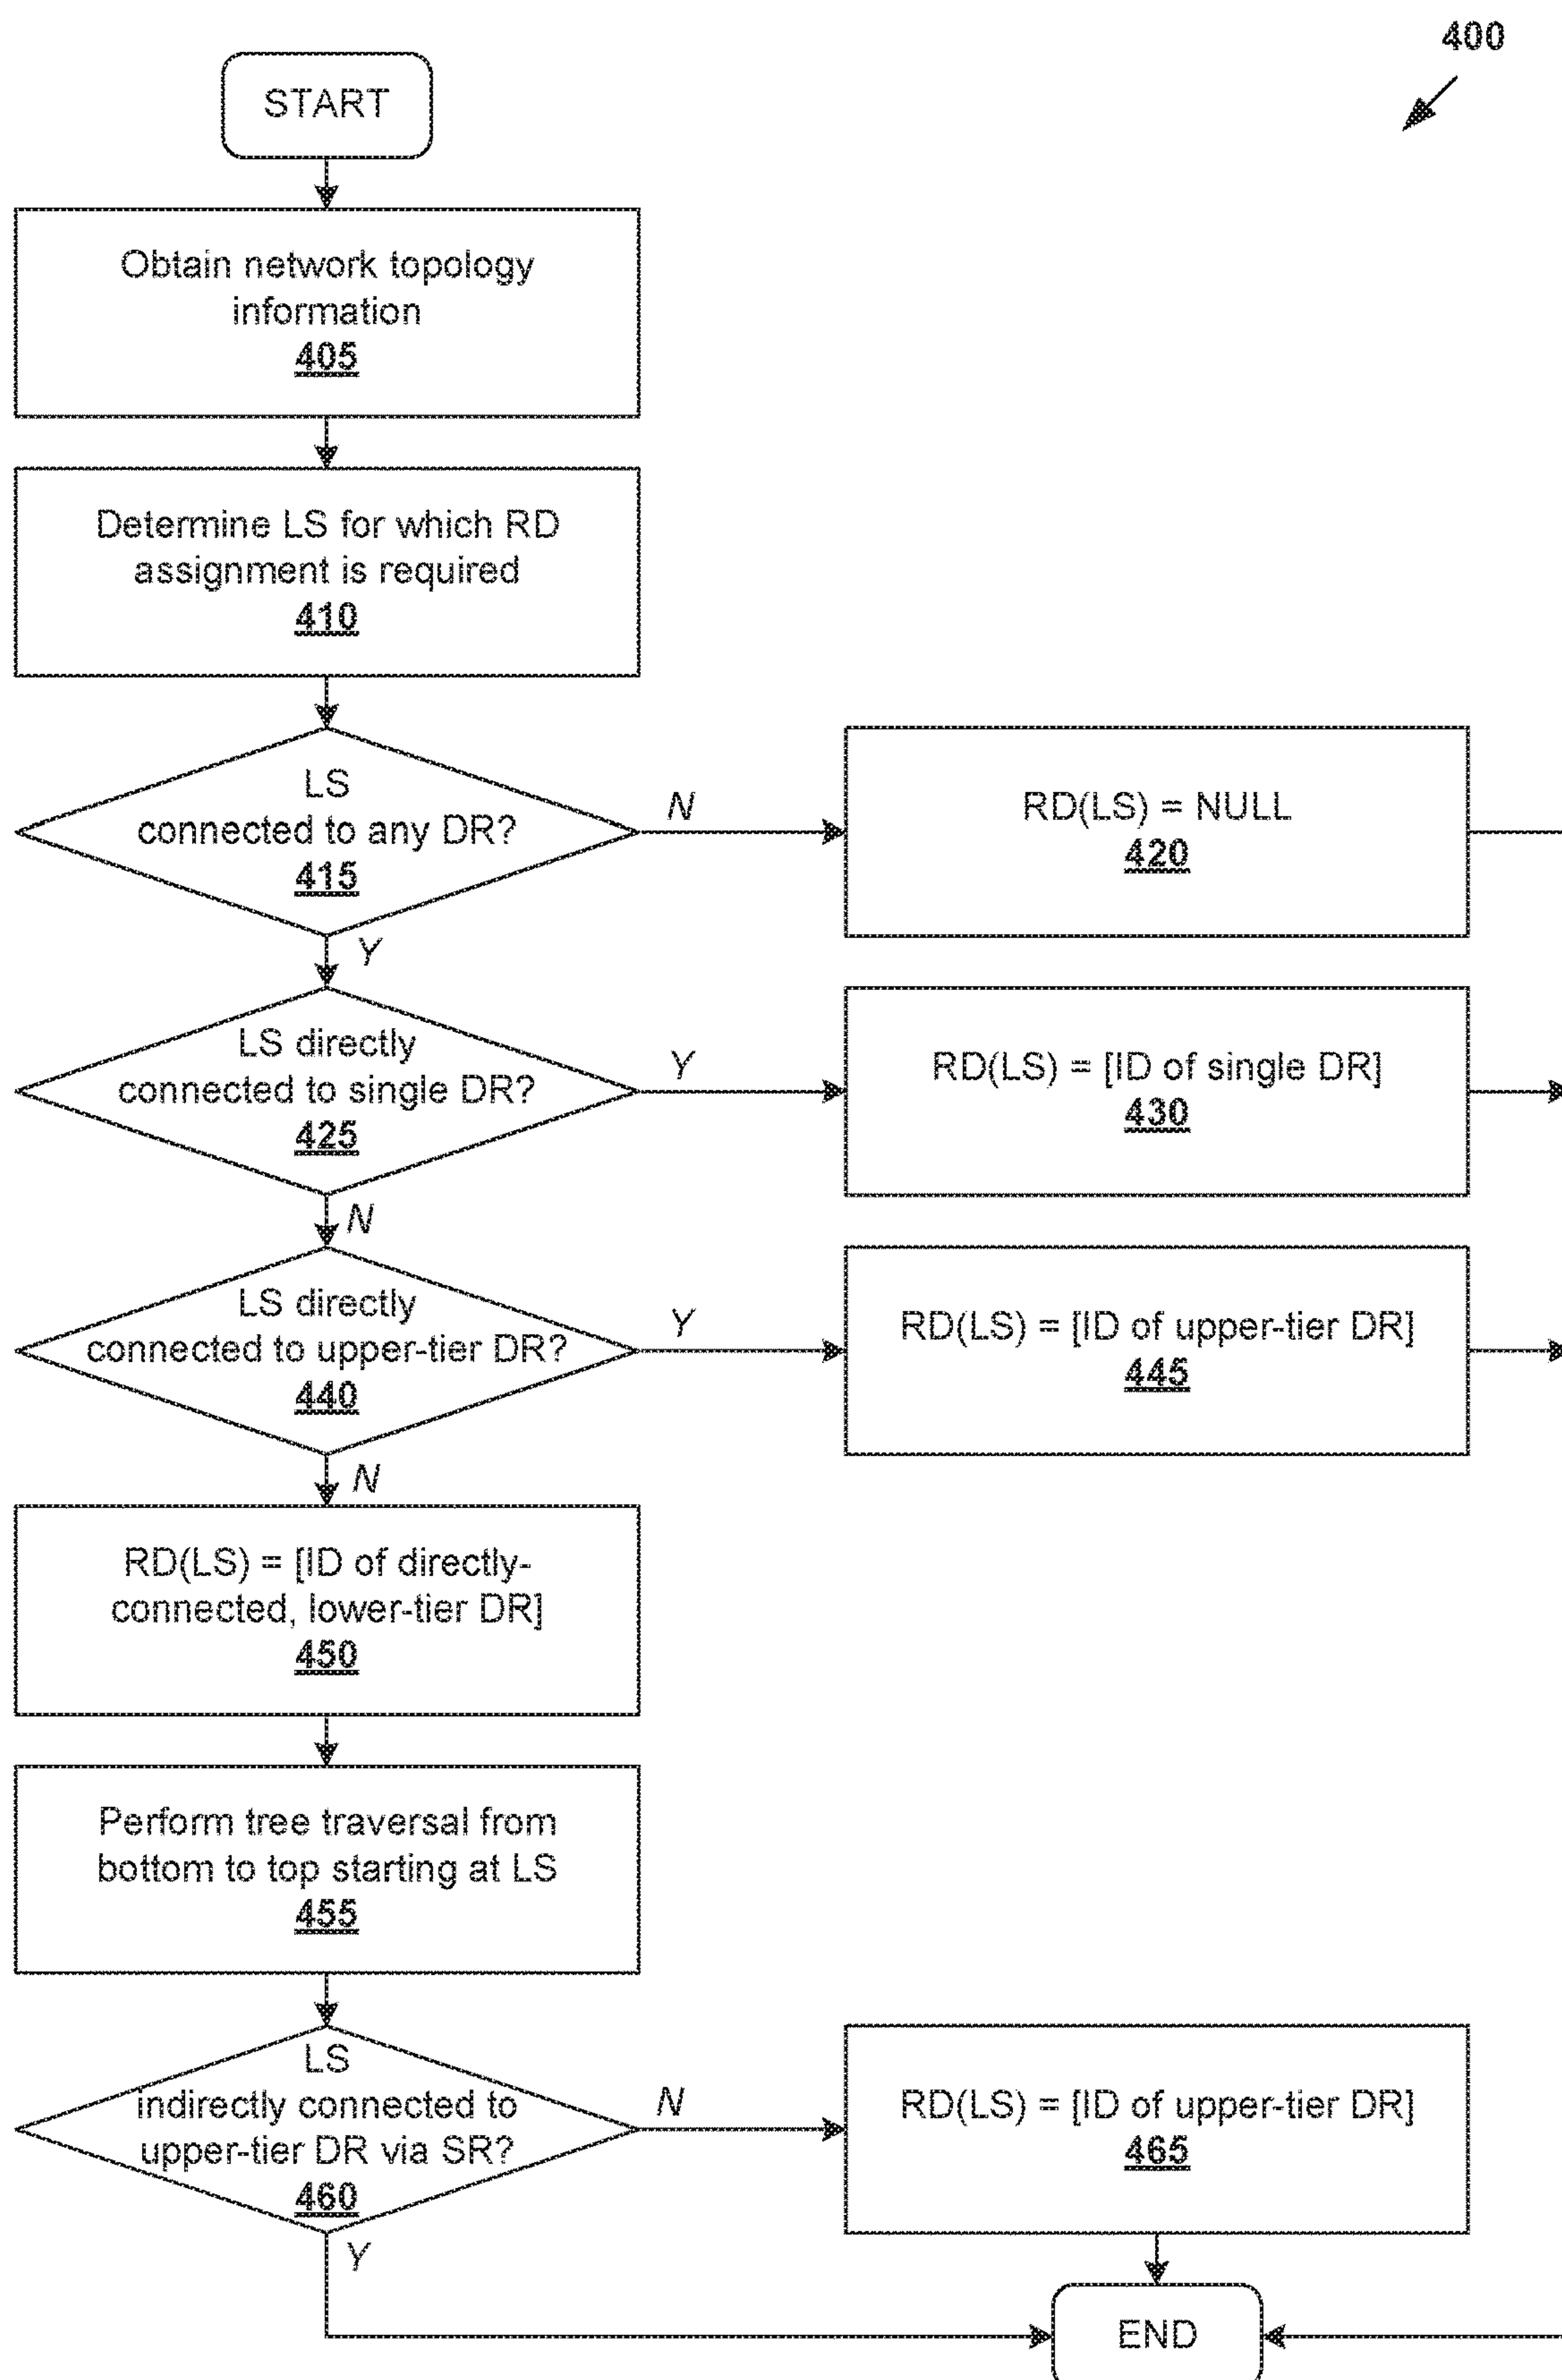 400
START
Obtain network topology
information
405
Determine LS for which RD
assignment is required
410
LS
connected to any DR?
415
N
RD(LS) = NULL
420
Y
LS directly
connected to single DR?
425
Y
RD(LS) = [ID of single DR]
430
N
LS directly
connected to upper-tier DR?
440
Y
RD(LS) = [ID of upper-tier DR]
445
N
RD(LS) = [ID of directly-
connected, lower-tier DR]
450
Perform tree traversal from
bottom to top starting at LS
455
LS
indirectly connected to
upper-tier DR via SR?
460
N
RD(LS) = [ID of upper-tier DR]
465
Y
END